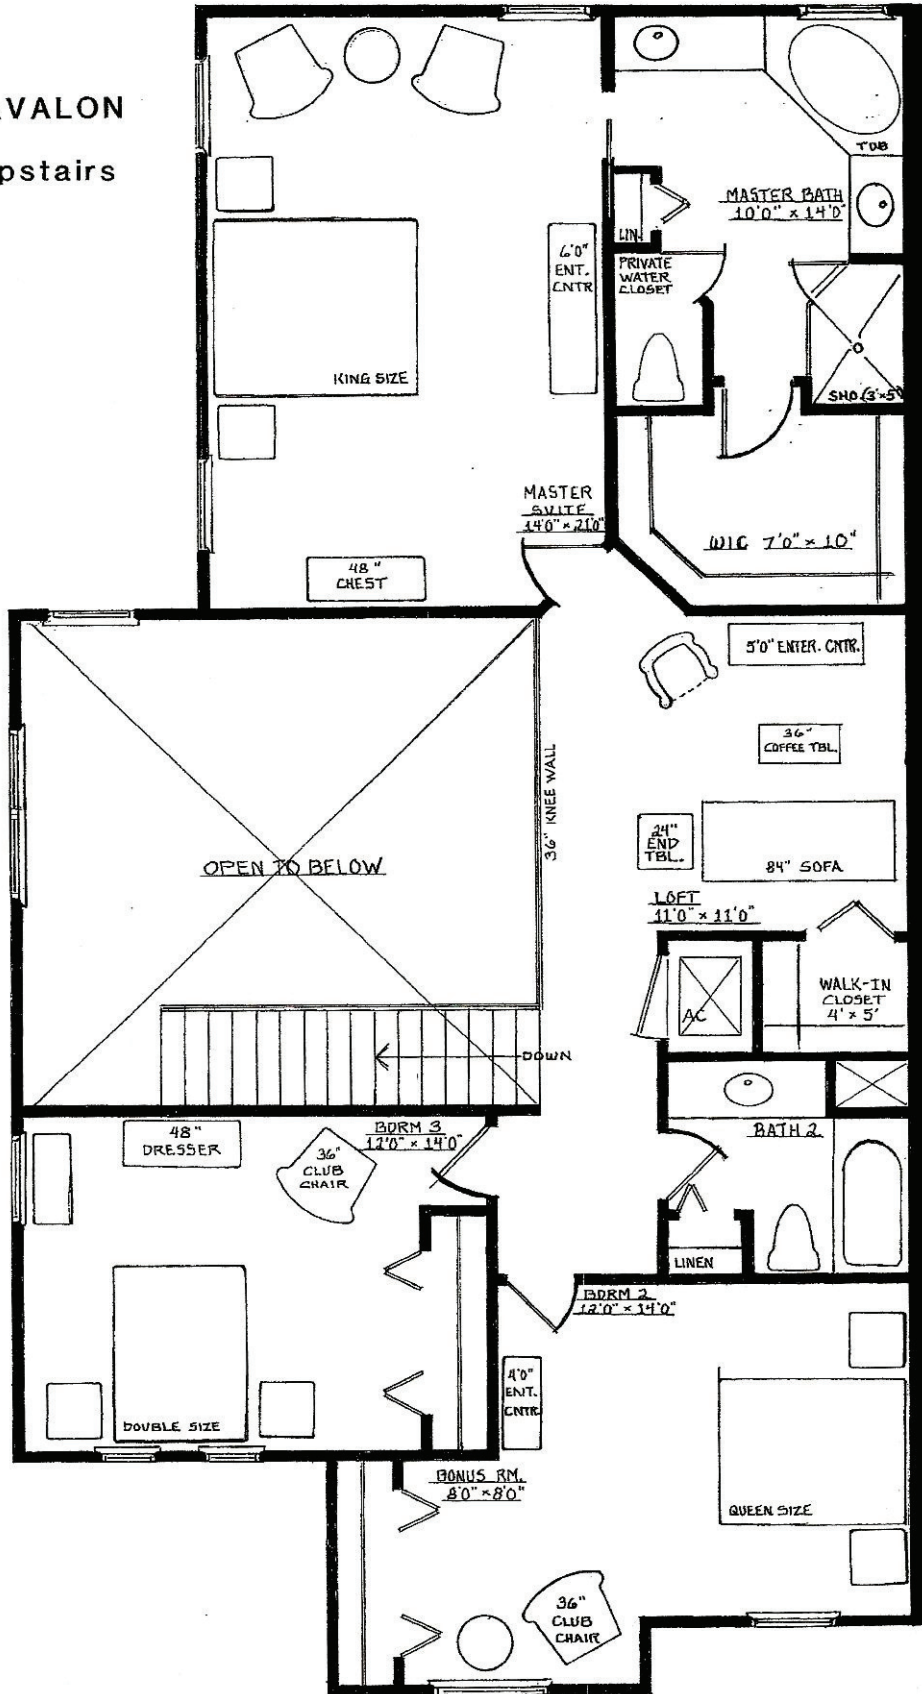 AVALON
pstairs
TUB
MASTER BATH
10'0" x 14'0"
LIN.
6'0"
ENT.
CNTR
PRIVATE
WATER
CLOSET
KING SIZE
SHO (3'x5')
MASTER
SUITE
14'0" x 21'0"
WIC 7'0" x 10"
48"
CHEST
5'0" ENTER. CNTR.
36"
COFFEE TBL.
36" KNEE WALL
24"
END
TBL.
84" SOFA
OPEN TO BELOW
LOFT
11'0" x 11'0"
WALK-IN
CLOSET
4' x 5'
AC
DOWN
BDRM 3
12'0" x 14'0"
BATH 2
48"
DRESSER
36"
CLUB
CHAIR
LINEN
BDRM 2
12'0" x 14'0"
4'0"
ENT.
CNTR
DOUBLE SIZE
BONUS RM.
8'0" x 8'0"
QUEEN SIZE
36"
CLUB
CHAIR